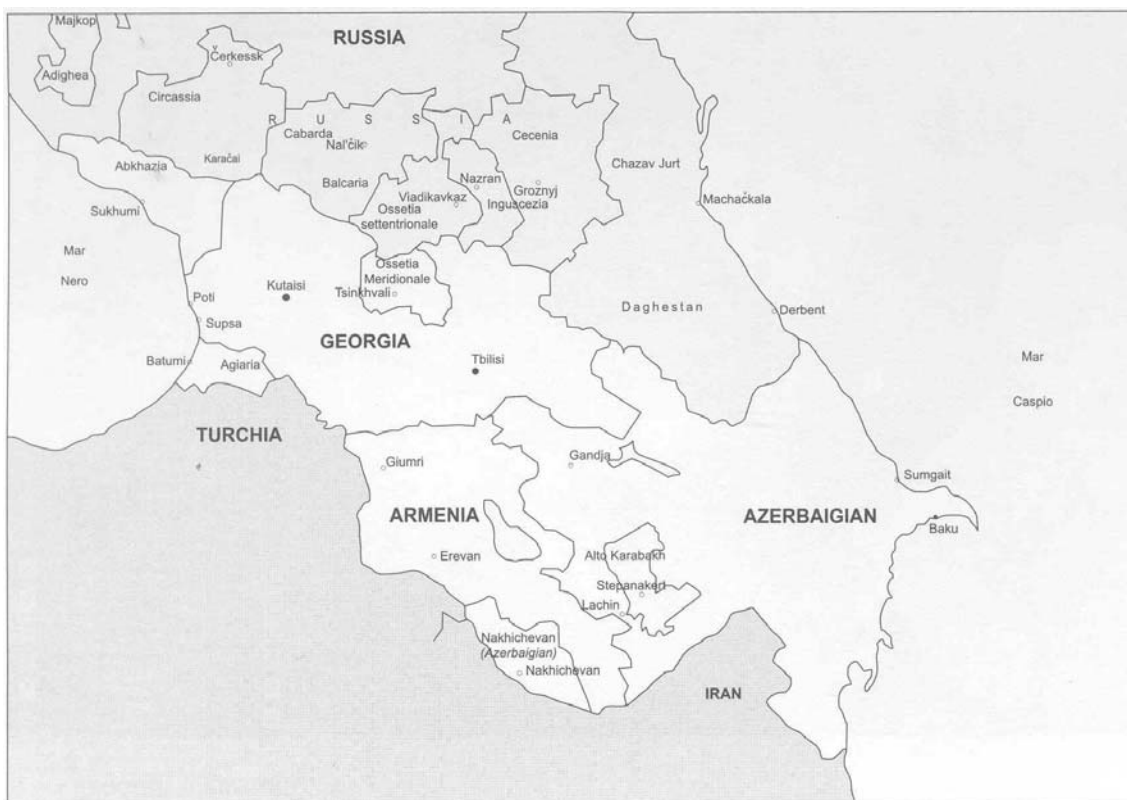 Majkop
RUSSIA
Čerkessk
Adighea
Circassia
R U S S I A
Cabarda
Nal'čik
Cecenia
Abkhazia
Karačai
Chazav Jurt
Balcaria
Nazran
Groznyj
Viadikavkaz
Inguscezia
Machačkala
Sukhumi
Ossetia
settentrionale
Mar
Nero
Ossetia
Meridionale
Kutaisi
Tsinkhvali
Poti
Daghestan
Derbent
Supsa
GEORGIA
Batumi
Agiaria
Tbilisi
Mar
Caspio
TURCHIA
Giumri
Gandja
Sumgait
ARMENIA
AZERBAIGIAN
Baku
Erevan
Alto Karabakh
Stepanakert
Lachin
Nakhichevan
(Azerbaigian)
Nakhichevan
IRAN